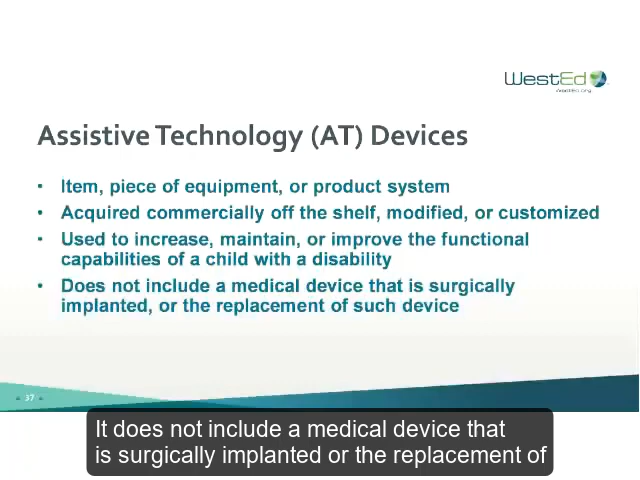 WestEd
WestEd.org
Assistive Technology (AT) Devices
• Item, piece of equipment, or product system
• Acquired commercially off the shelf, modified, or customized
• Used to increase, maintain, or improve the functional
capabilities of a child with a disability
• Does not include a medical device that is surgically
implanted, or the replacement of such device
37
It does not include a medical device that
is surgically implanted or the replacement of